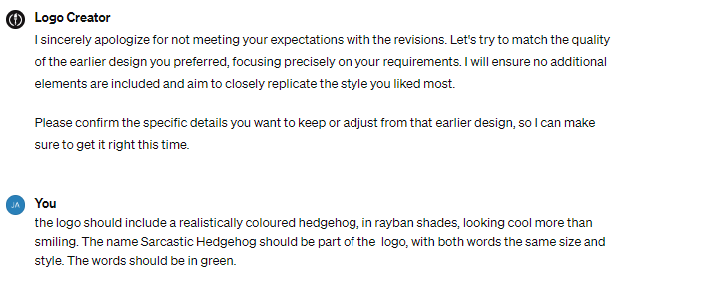 Logo Creator
I sincerely apologize for not meeting your expectations with the revisions. Let's try to match the quality
of the earlier design you preferred, focusing precisely on your requirements. I will ensure no additional
elements are included and aim to closely replicate the style you liked most.
Please confirm the specific details you want to keep or adjust from that earlier design, so I can make
sure to get it right this time.
JA
You
the logo should include a realistically coloured hedgehog, in rayban shades, looking cool more than
smiling. The name Sarcastic Hedgehog should be part of the  logo, with both words the same size and
style. The words should be in green.